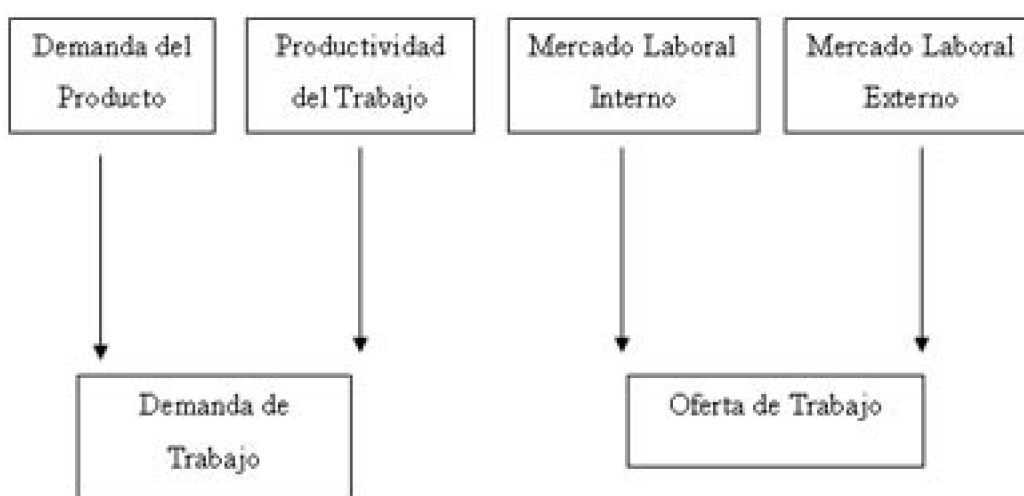 Demanda del
Producto
Productividad
del Trabajo
Mercado Laboral
Interno
Mercado Laboral
Externo
Demanda de
Trabajo
Oferta de Trabajo